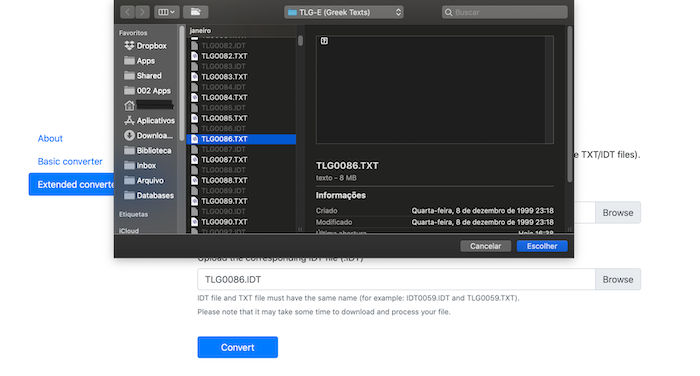 TLG-E (Greek Texts)
Buscar
Favoritos
Dropbox
Apps
Shared
002 Apps
Aplicativos
Downloa...
Biblioteca
Inbox
Arquivo
Databases
Etiquetas
iCloud
janeiro
TLG0082.IDT
TLG0082.TXT
TLG0083.IDT
TLG0083.TXT
TLG0084.IDT
TLG0084.TXT
TLG0085.IDT
TLG0085.TXT
TLG0086.IDT
TLG0086.TXT
TLG0087.IDT
TLG0087.TXT
TLG0088.IDT
TLG0088.TXT
TLG0089.IDT
TLG0089.TXT
TLG0090.IDT
TLG0090.TXT
TLG0092.IDT
?
TLG0086.TXT
texto - 8 MB
Informações
Criado Quarta-feira, 8 de dezembro de 1999 23:18
Modificado Quarta-feira, 8 de dezembro de 1999 23:18
Última abertura Hoje 16:38
Cancelar
Escolher
About
Basic converter
Extended converte
e TXT/IDT files).
Browse
Upload the corresponding IDT file (.IDT)
TLG0086.IDT
Browse
IDT file and TXT file must have the same name (for example: IDT0059.IDT and TLG0059.TXT).
Please note that it may take some time to download and process your file.
Convert